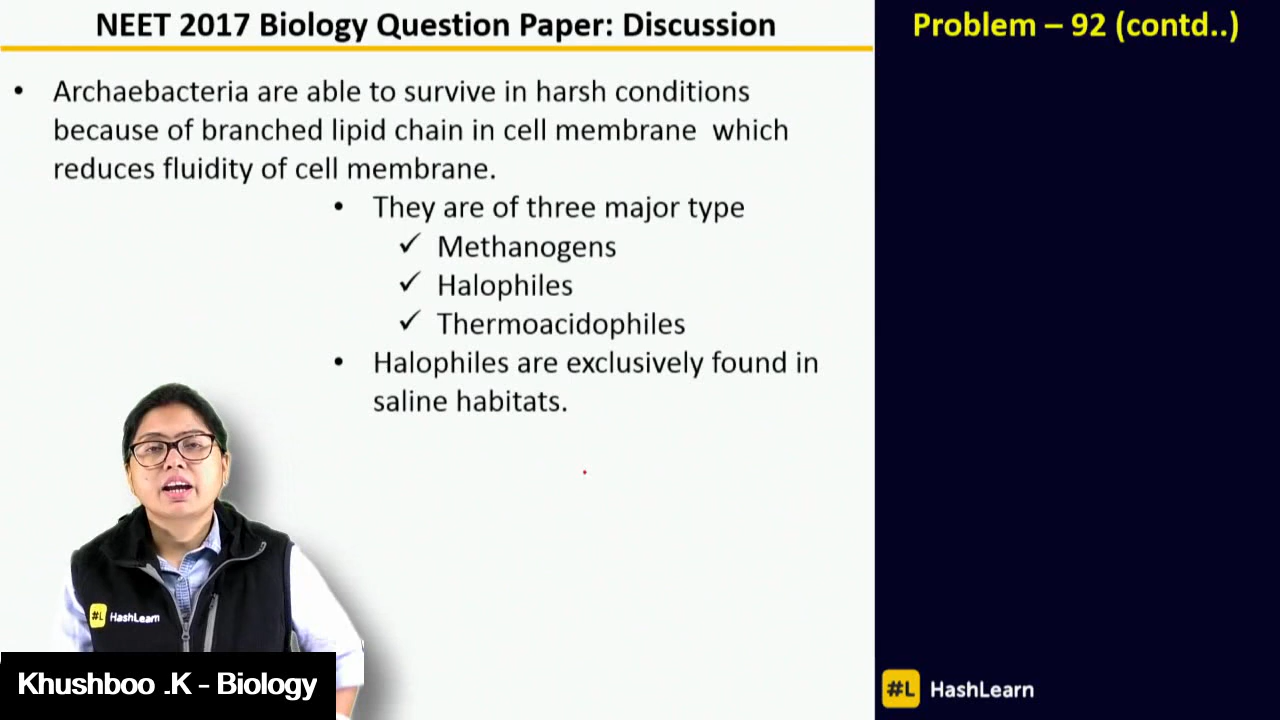 NEET 2017 Biology Question Paper: Discussion
Problem – 92 (contd..)
• Archaebacteria are able to survive in harsh conditions
because of branched lipid chain in cell membrane which
reduces fluidity of cell membrane.
• They are of three major type
✓ Methanogens
✓ Halophiles
✓ Thermoacidophiles
• Halophiles are exclusively found in
saline habitats.
#L HashLearn
Khushboo .K - Biology
#L HashLearn